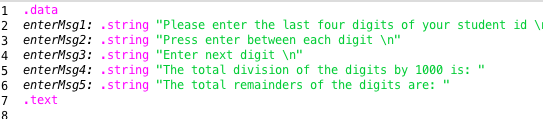 1 .data
2 enterMsg1: .string "Please enter the last four digits of your student id \n
3 enterMsg2: .string "Press enter between each digit \n"
4 enterMsg3: .string "Enter next digit \n"
5 enterMsg4: .string "The total division of the digits by 1000 is: "
6 enterMsg5: .string "The total remainders of the digits are: "
7 .text
8